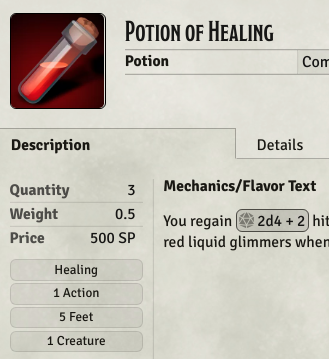 Potion of Healing
Potion Com
Description Details
Quantity 3
Weight 0.5
Price 500 SP
Healing
1 Action
5 Feet
1 Creature
Mechanics/Flavor Text
You regain 2d4 + 2 hit
red liquid glimmers when